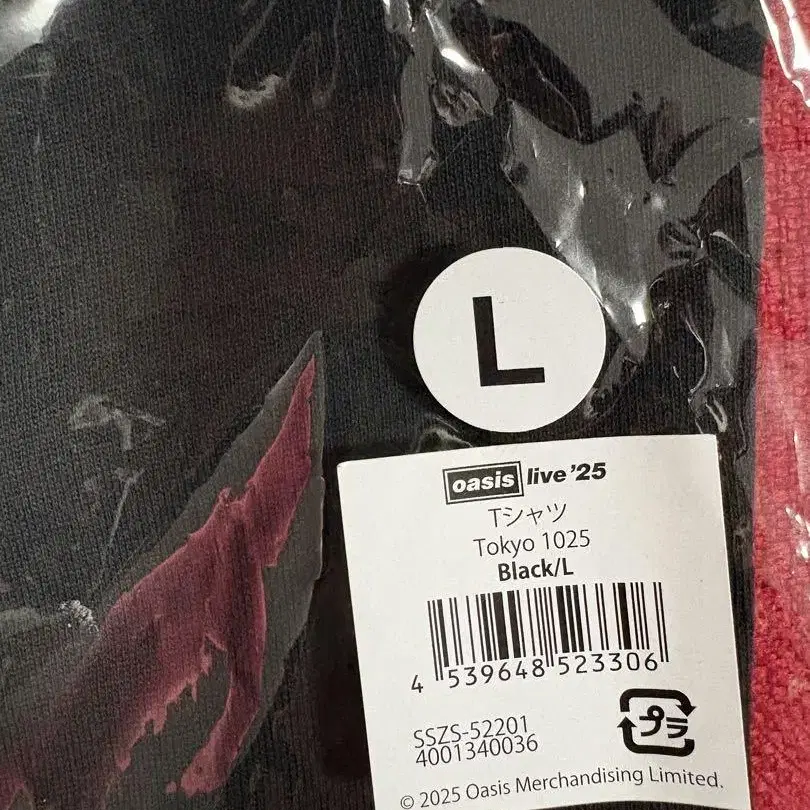 L
oasis live '25
Tシャツ
Tokyo 1025
Black/L
4 539648 523306
プラ
SSZS-52201
4001340036
© 2025 Oasis Merchandising Limited.